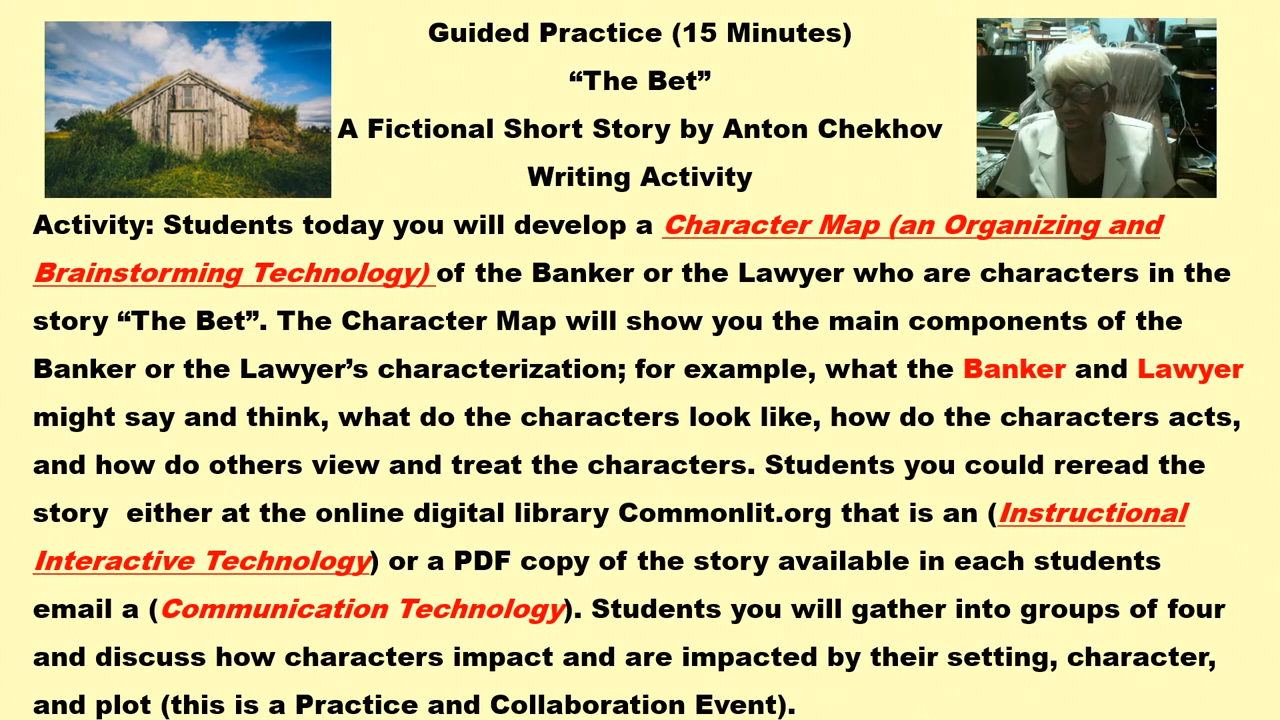 Guided Practice (15 Minutes)
“The Bet”
A Fictional Short Story by Anton Chekhov
Writing Activity
Activity: Students today you will develop a Character Map (an Organizing and
Brainstorming Technology) of the Banker or the Lawyer who are characters in the
story “The Bet”. The Character Map will show you the main components of the
Banker or the Lawyer’s characterization; for example, what the Banker and Lawyer
might say and think, what do the characters look like, how do the characters acts,
and how do others view and treat the characters. Students you could reread the
story  either at the online digital library Commonlit.org that is an (Instructional
Interactive Technology) or a PDF copy of the story available in each students
email a (Communication Technology). Students you will gather into groups of four
and discuss how characters impact and are impacted by their setting, character,
and plot (this is a Practice and Collaboration Event).